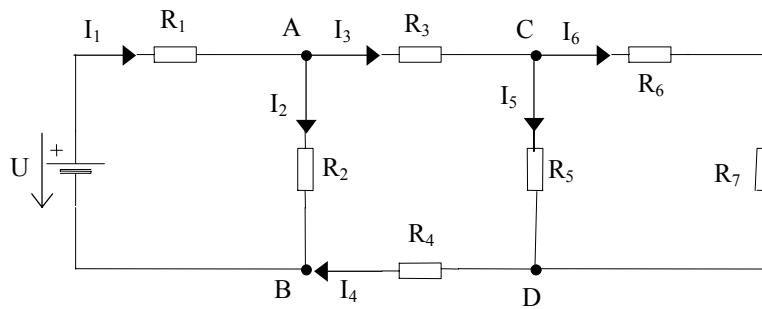 I₁ R₁ A I₃ R₃ C I₆
R₆
I₂ I₅
U + R₂ R₅ R₇
R₄
B I₄ D